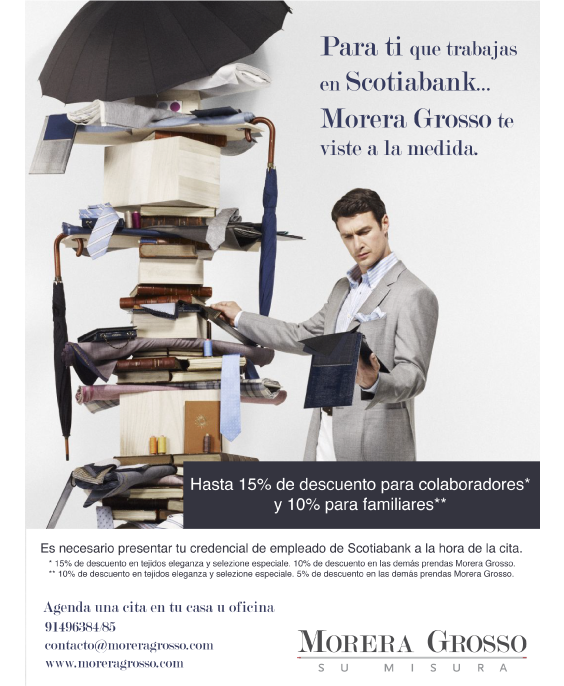 Para ti que trabajas
en Scotiabank...
Morera Grosso te
viste a la medida.
Hasta 15% de descuento para colaboradores*
y 10% para familiares**
Es necesario presentar tu credencial de empleado de Scotiabank a la hora de la cita.
* 15% de descuento en tejidos eleganza y selezione especiale. 10% de descuento en las demás prendas Morera Grosso.
** 10% de descuento en tejidos eleganza y selezione especiale. 5% de descuento en las demás prendas Morera Grosso.
Agenda una cita en tu casa u oficina
91496384/85
contacto@moreragrosso.com
www.moreragrosso.com
MORERA GROSSO
SU MISURA